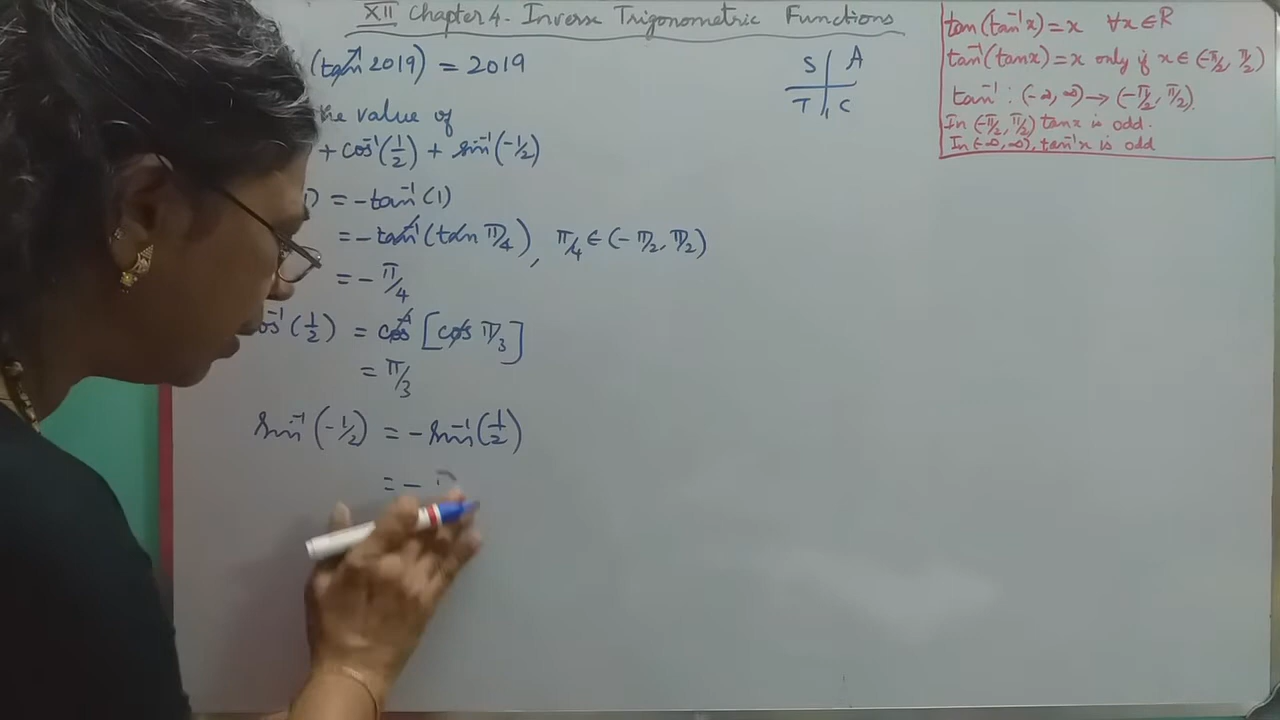 XII Chapter 4. Inverse Trigonometric Functions
(tan⁻¹ 2019) = 2019
value of
+ cos⁻¹(1/2) + sin⁻¹(-1/2)
= -tan⁻¹(1)
= -tan⁻¹(tan π/4), π/4 ∈ (-π/2, π/2)
= -π/4
(1/2) = cos⁻¹[cos π/3]
= π/3
sin⁻¹(-1/2) = -sin⁻¹(1/2)
= -
S A
T C
tan(tan⁻¹x) = x ∀x∈R
tan⁻¹(tanx) = x only if x ∈ (-π/2, π/2)
tan⁻¹ : (-∞, ∞) → (-π/2, π/2).
In (-π/2, π/2) tanx is odd.
In (-∞, ∞), tan⁻¹x is odd